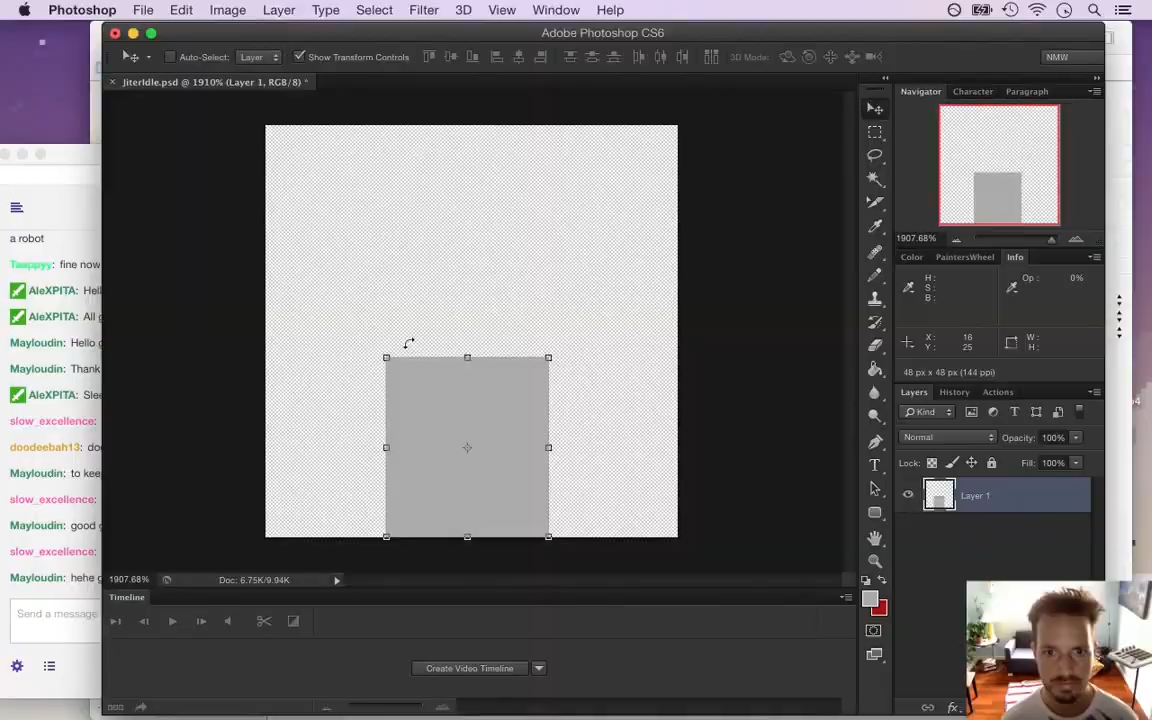 Photoshop File Edit Image Layer Type Select Filter 3D View Window Help
Adobe Photoshop CS6
Auto-Select: Layer Show Transform Controls 3D Mode: NMW
JiterIdle.psd @ 1910% (Layer 1, RGB/8) *
Navigator Character Paragraph
1907.68%
Color PaintersWheel Info
H: Op: 0%
S:
B:
X: 16 W:
Y: 25 H:
48 px x 48 px (144 ppi)
Layers History Actions
Kind
Normal Opacity: 100%
Lock: Fill: 100%
Layer 1
a robot
Taappyy: fine now
AleXPITA: Hell
AleXPITA: All g
Mayloudin: Hello g
Mayloudin: Thank
AleXPITA: Slee
slow_excellence:
doodeebah13: doo
Mayloudin: to kee
slow_excellence:
Mayloudin: good g
slow_excellence:
Mayloudin: hehe g
Send a message
1907.68% Doc: 6.75K/9.94K
Timeline
Create Video Timeline
fx